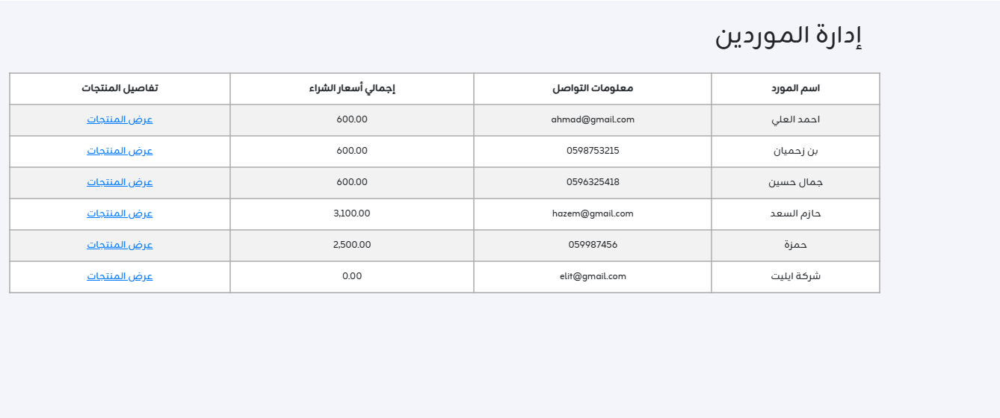 إدارة الموردين
اسم المورد معلومات التواصل إجمالي أسعار الشراء تفاصيل المنتجات
احمد العلي ahmad@gmail.com 600.00 عرض المنتجات
بن زحميان 0598753215 600.00 عرض المنتجات
جمال حسين 0596325418 600.00 عرض المنتجات
حازم السعد hazem@gmail.com 3,100.00 عرض المنتجات
حمزة 059987456 2,500.00 عرض المنتجات
شركة ايليت elit@gmail.com 0.00 عرض المنتجات